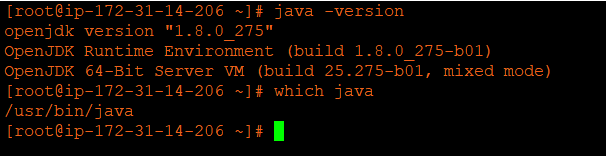 [root@ip-172-31-14-206 ~]# java -version
openjdk version "1.8.0_275"
OpenJDK Runtime Environment (build 1.8.0_275-b01)
OpenJDK 64-Bit Server VM (build 25.275-b01, mixed mode)
[root@ip-172-31-14-206 ~]# which java
/usr/bin/java
[root@ip-172-31-14-206 ~]#